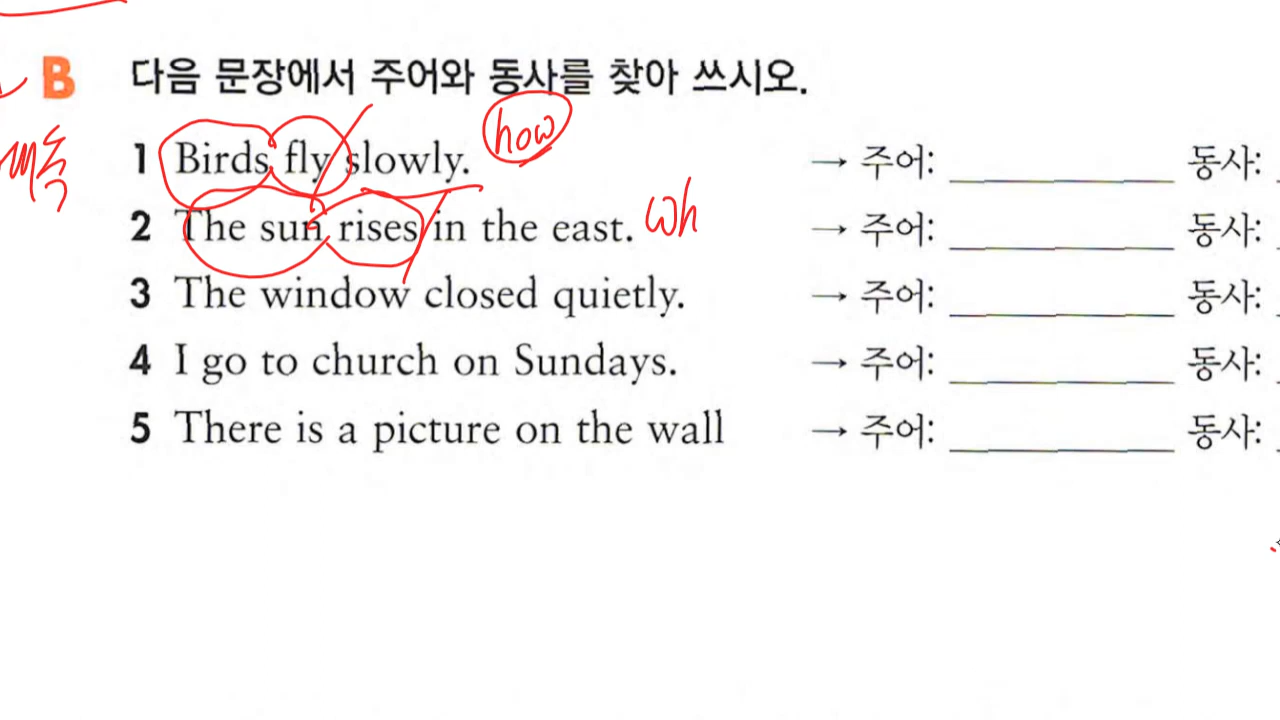 B 다음 문장에서 주어와 동사를 찾아 쓰시오.
1 Birds fly slowly. how → 주어: 동사:
2 The sun rises in the east. wh → 주어: 동사:
3 The window closed quietly. → 주어: 동사:
4 I go to church on Sundays. → 주어: 동사:
5 There is a picture on the wall → 주어: 동사: